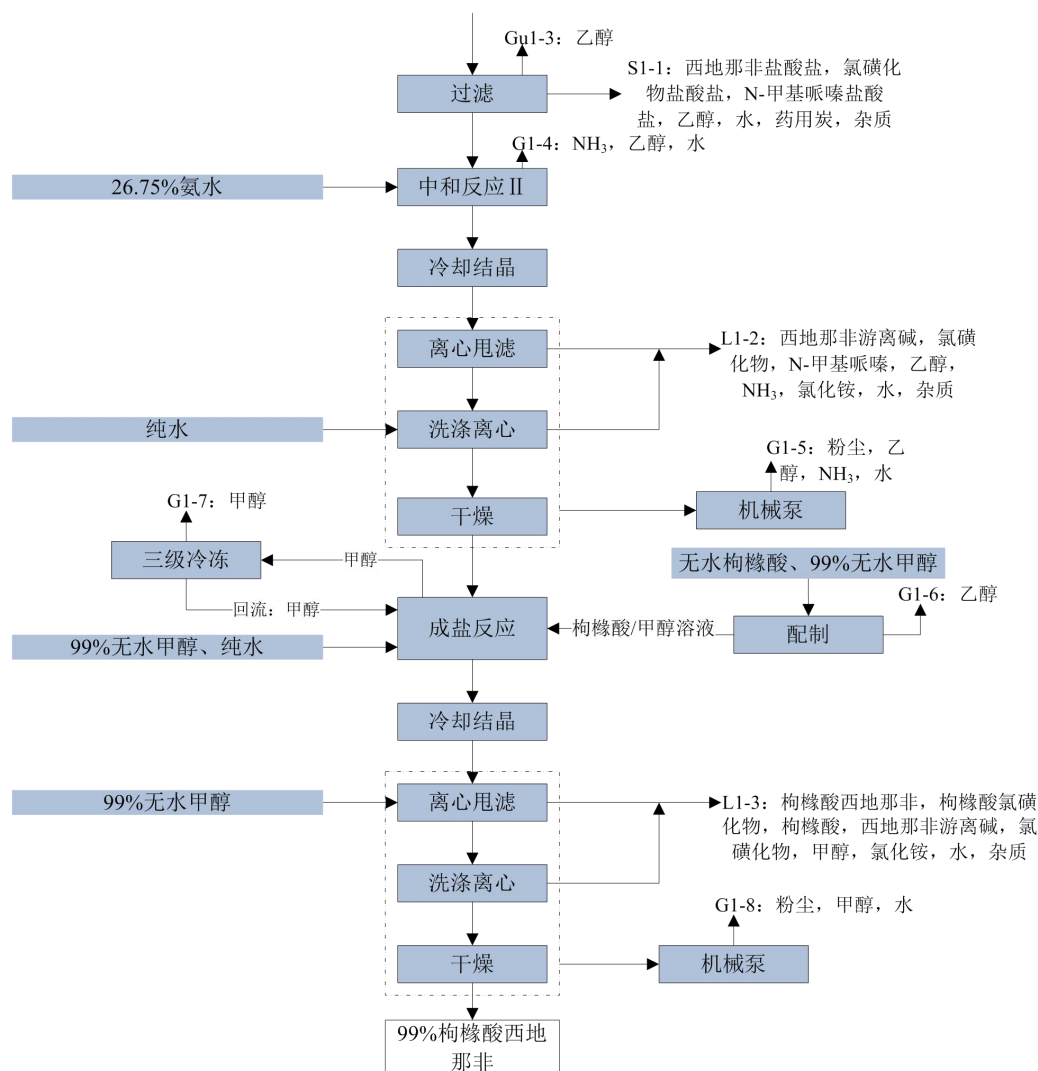 Gu1-3：乙醇
过滤
S1-1：西地那非盐酸盐，氯磺化
物盐酸盐，N-甲基哌嗪盐酸
盐，乙醇，水，药用炭，杂质
G1-4：NH₃，乙醇，水
26.75%氨水
中和反应Ⅱ
冷却结晶
离心甩滤
L1-2：西地那非游离碱，氯磺
化物，N-甲基哌嗪，乙醇，
NH₃，氯化铵，水，杂质
纯水
洗涤离心
G1-5：粉尘，乙
醇，NH₃，水
机械泵
干燥
G1-7：甲醇
三级冷冻
甲醇
回流：甲醇
无水枸橼酸、99%无水甲醇
G1-6：乙醇
成盐反应
枸橼酸/甲醇溶液
配制
99%无水甲醇、纯水
冷却结晶
99%无水甲醇
离心甩滤
L1-3：枸橼酸西地那非，枸橼酸氯磺
化物，枸橼酸，西地那非游离碱，氯
磺化物，甲醇，氯化铵，水，杂质
洗涤离心
G1-8：粉尘，甲醇，水
干燥
机械泵
99%枸橼酸西地
那非